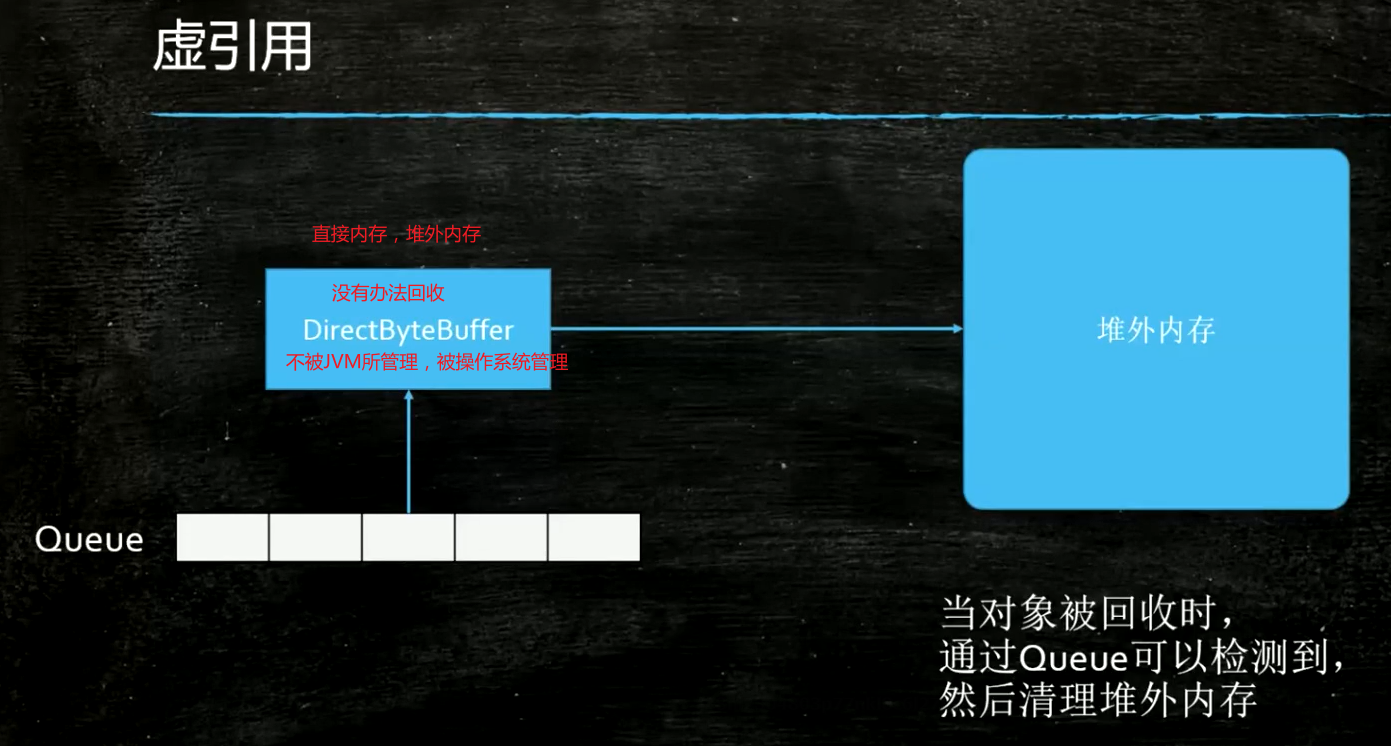 虚引用
直接内存，堆外内存
没有办法回收
DirectByteBuffer
不被JVM所管理，被操作系统管理
堆外内存
Queue
当对象被回收时，
通过Queue可以检测到，
然后清理堆外内存